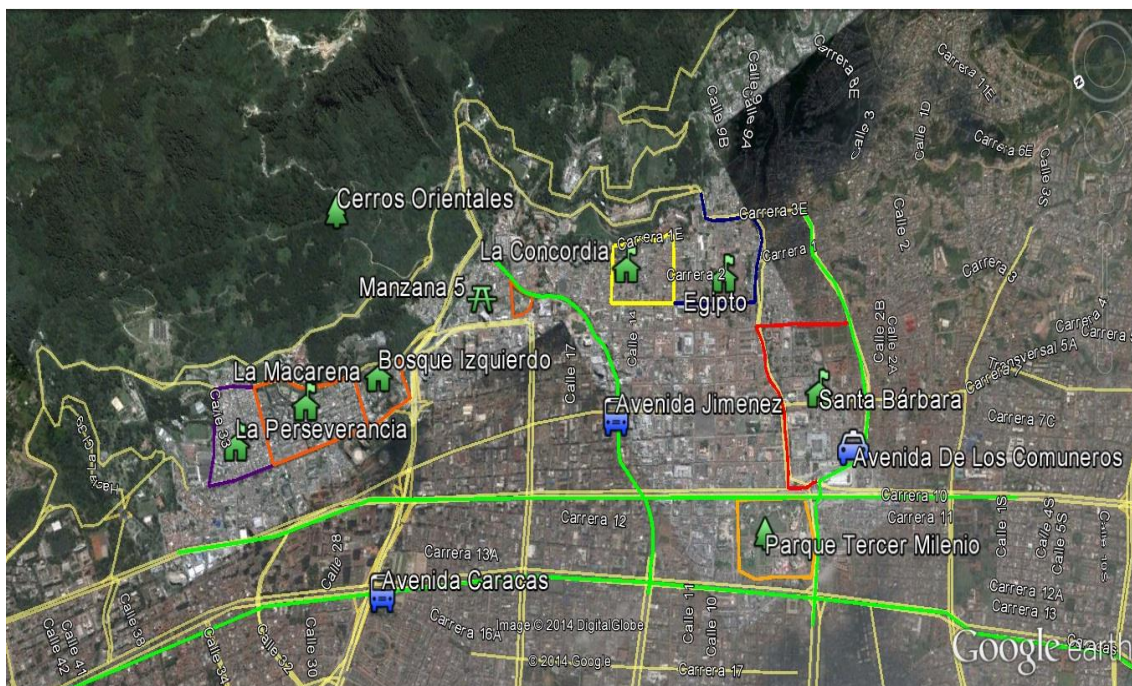 Calle 9
Carrera 11E
Calle 9A
Calle 9B
Calle 3
Calle 1D
Carrera 6E
Cerros Orientales
Carrera 3E
Calle 2
La Concordia
Carrera 1E
Carrera 1
Carrera 2
Carrera 3
Manzana 5
Egipto
Calle 14
Calle 2B
Calle 2A
Carrera 4
Calle 17
Transversal 5A
Bosque Izquierdo
La Macarena
Carrera 7
Avenida Jimenez
Santa Bárbara
Carrera 7C
Calle 33
La Perseverancia
Avenida De Los Comuneros
Carrera 10
Carrera 12
Carrera 11
Calle 1S
Calle 4S
Calle 5S
Parque Tercer Milenio
Calle 28
Carrera 13A
Avenida Caracas
Carrera 12A
Carrera 13
Calle 11
Calle 10
Carrera 16A
Image © 2014 DigitalGlobe
Calle 38
Calle 42
Calle 41
Calle 34
Calle 32
Calle 30
© 2014 Google
Carrera 17
Google earth